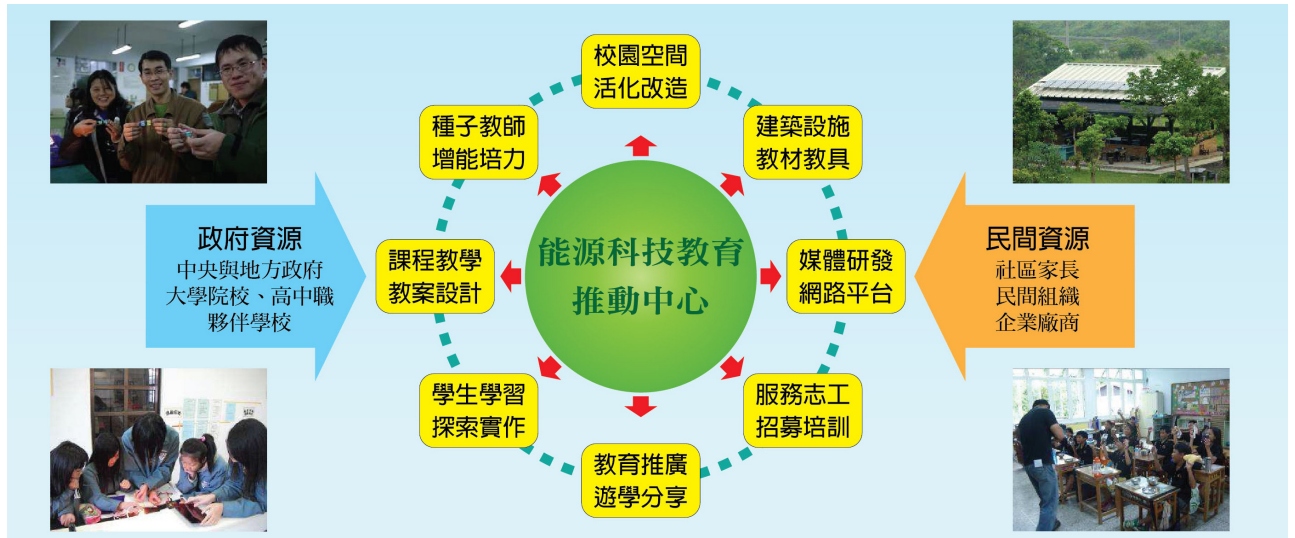 校園空間
活化改造
種子教師
增能培力
建築設施
教材教具
政府資源
中央與地方政府
大學院校、高中職
夥伴學校
課程教學
教案設計
能源科技教育
推動中心
媒體研發
網路平台
民間資源
社區家長
民間組織
企業廠商
學生學習
探索實作
服務志工
招募培訓
教育推廣
遊學分享